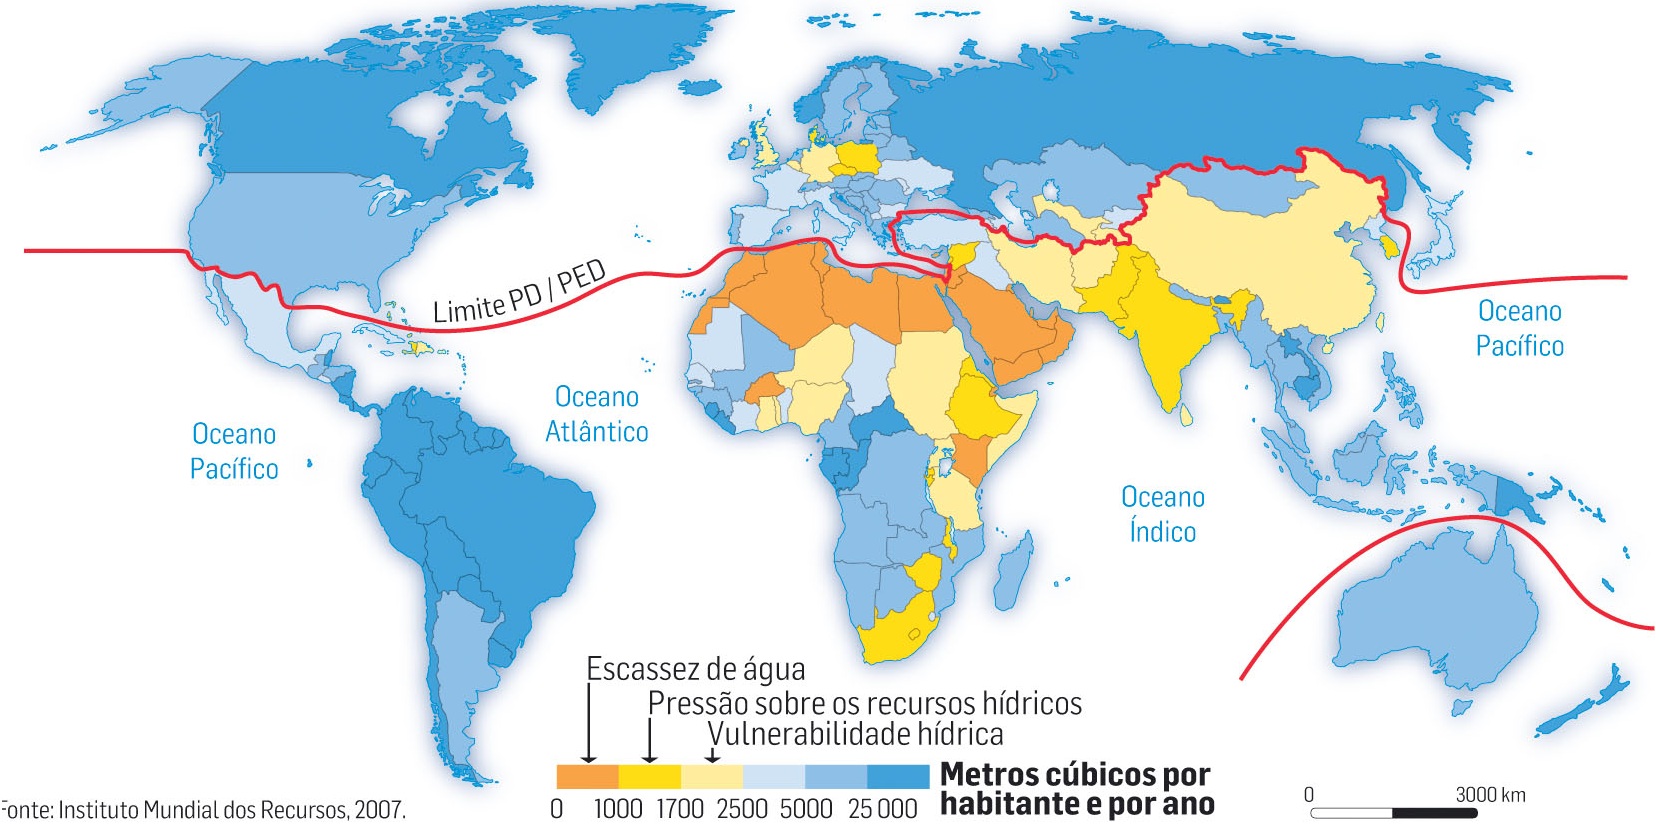 Limite PD / PED
Oceano
Pacífico
Oceano
Atlântico
Oceano
Pacífico
Oceano
Índico
Escassez de água
Pressão sobre os recursos hídricos
Vulnerabilidade hídrica
Metros cúbicos por
habitante e por ano
0 1000 1700 2500 5000 25 000
0 3000 km
Fonte: Instituto Mundial dos Recursos, 2007.